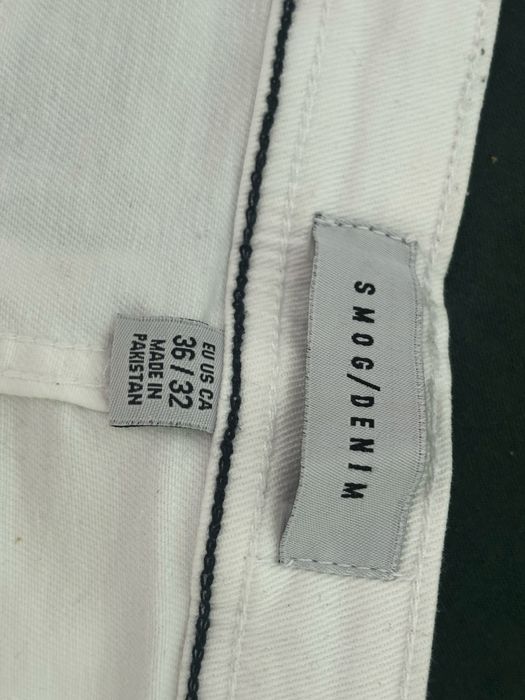 SMOG/DENIM
EU US CA
36 / 32
MADE IN
PAKISTAN